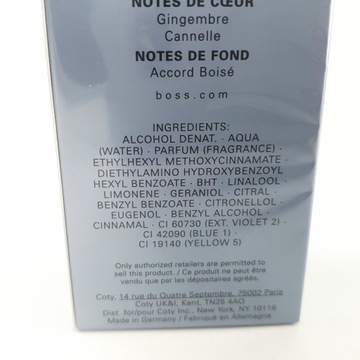 NOTES DE CŒUR
Gingembre
Cannelle
NOTES DE FOND
Accord Boisé
boss.com
INGREDIENTS:
ALCOHOL DENAT. · AQUA
(WATER) · PARFUM (FRAGRANCE) ·
ETHYLHEXYL METHOXYCINNAMATE ·
DIETHYLAMINO HYDROXYBENZOYL
HEXYL BENZOATE · BHT · LINALOOL ·
LIMONENE · GERANIOL · CITRAL ·
BENZYL BENZOATE · CITRONELLOL ·
EUGENOL · BENZYL ALCOHOL ·
CINNAMAL · CI 60730 (EXT. VIOLET 2) ·
CI 42090 (BLUE 1) ·
CI 19140 (YELLOW 5)
Only authorized retailers are permitted to
sell this product. / Ce produit ne peut être
vendu que par les dépositaires agréés.
Coty, 14 rue du Quatre Septembre, 75002 Paris
Coty UK&I, Kent, TN25 4AQ
Dist. for/pour Coty Inc., New York, NY 10118
Made in Germany / Fabriqué en Allemagne